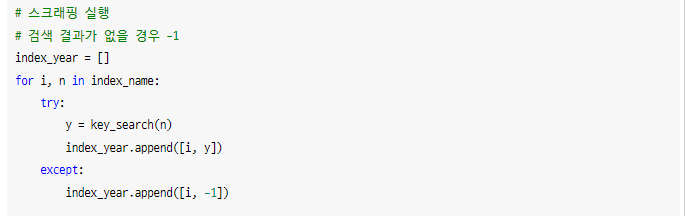 # 스크래핑 실행
# 검색 결과가 없을 경우 -1
index_year = []
for i, n in index_name:
    try:
        y = key_search(n)
        index_year.append([i, y])
    except:
        index_year.append([i, -1])